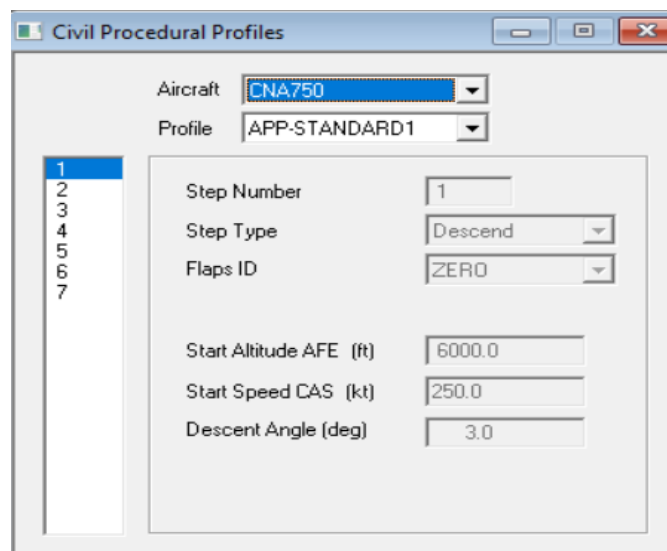 Civil Procedural Profiles
Aircraft CNA750
Profile APP-STANDARD1
1
2
3
4
5
6
7
Step Number 1
Step Type Descend
Flaps ID ZERO
Start Altitude AFE (ft) 6000.0
Start Speed CAS (kt) 250.0
Descent Angle (deg) 3.0